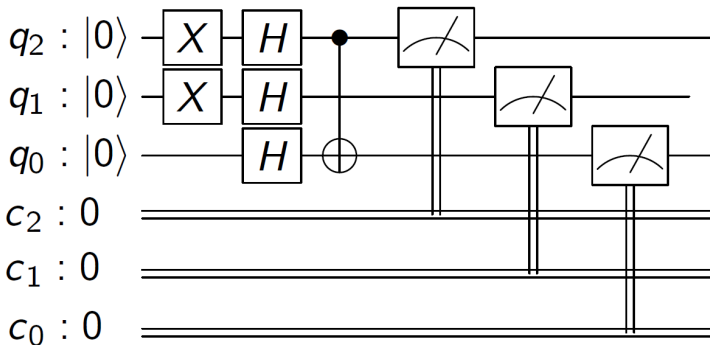 q₂ : |0⟩ X H
q₁ : |0⟩ X H
q₀ : |0⟩ H
c₂ : 0
c₁ : 0
c₀ : 0